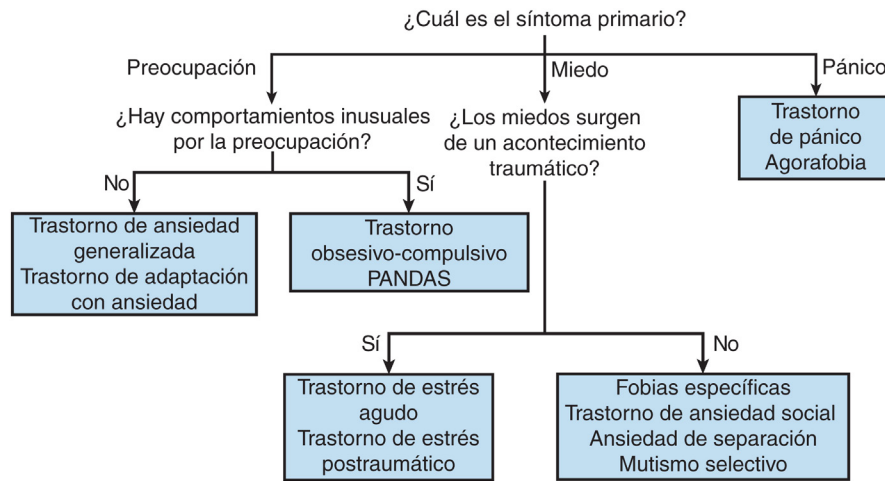 ¿Cuál es el síntoma primario?
Preocupación
Miedo
Pánico
¿Hay comportamientos inusuales
por la preocupación?
¿Los miedos surgen
de un acontecimiento
traumático?
Trastorno
de pánico
Agorafobia
No
Sí
Trastorno de ansiedad
generalizada
Trastorno de adaptación
con ansiedad
Trastorno
obsesivo-compulsivo
PANDAS
Sí
No
Trastorno de estrés
agudo
Trastorno de estrés
postraumático
Fobias específicas
Trastorno de ansiedad social
Ansiedad de separación
Mutismo selectivo